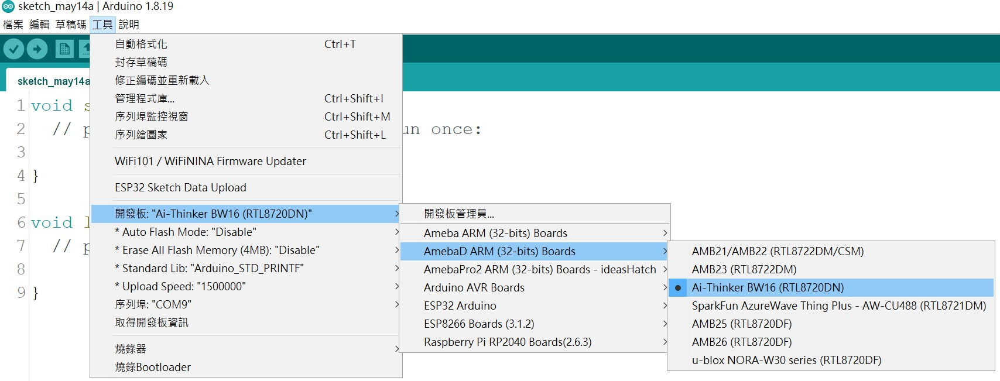 sketch_may14a | Arduino 1.8.19
檔案 編輯 草稿碼 工具 說明
自動格式化 Ctrl+T
封存草稿碼
修正編碼並重新載入
管理程式庫... Ctrl+Shift+I
序列埠監控視窗 Ctrl+Shift+M
序列繪圖家 Ctrl+Shift+L
WiFi101 / WiFiNINA Firmware Updater
ESP32 Sketch Data Upload
開發板: "Ai-Thinker BW16 (RTL8720DN)"
* Auto Flash Mode: "Disable"
* Erase All Flash Memory (4MB): "Disable"
* Standard Lib: "Arduino_STD_PRINTF"
* Upload Speed: "1500000"
序列埠: "COM9"
取得開發板資訊
燒錄器
燒錄Bootloader
開發板管理員...
Ameba ARM (32-bits) Boards
AmebaD ARM (32-bits) Boards
AmebaPro2 ARM (32-bits) Boards - ideasHatch
Arduino AVR Boards
ESP32 Arduino
ESP8266 Boards (3.1.2)
Raspberry Pi RP2040 Boards(2.6.3)
AMB21/AMB22 (RTL8722DM/CSM)
AMB23 (RTL8722DM)
Ai-Thinker BW16 (RTL8720DN)
SparkFun AzureWave Thing Plus - AW-CU488 (RTL8721DM)
AMB25 (RTL8720DF)
AMB26 (RTL8720DF)
u-blox NORA-W30 series (RTL8720DF)
sketch_may14a
1 void s
2 // p un once:
3
4 }
5
6 void l
7 // p
8
9 }